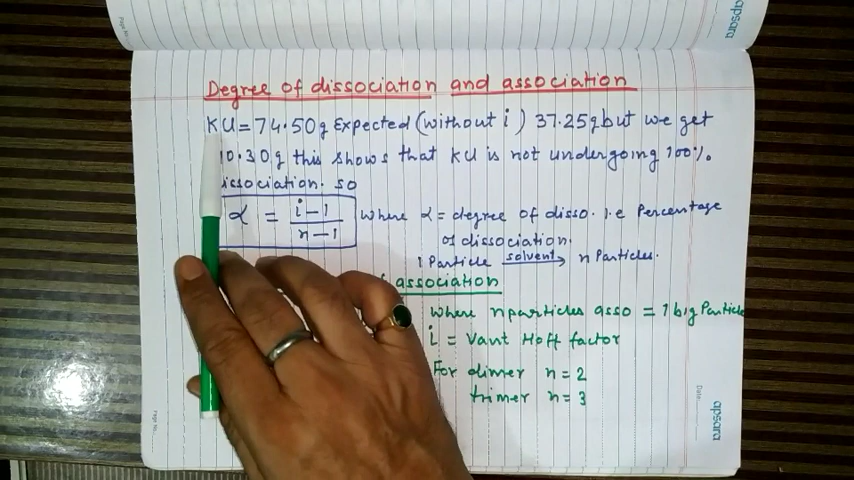 apsara
Degree of dissociation and association
KCl = 74.50g Expected (without i) 37.25g but we get
0.30g this shows that KCl is not undergoing 100%.
issociation. so
α = i-1 / n-1 where α = degree of disso. i.e Percentage
of dissociation.
1 Particle solvent→ n Particles.
association
where n particles asso = 1 big Particle
i = Vant Hoff factor
For dimer n = 2
trimer n = 3
Date
apsara